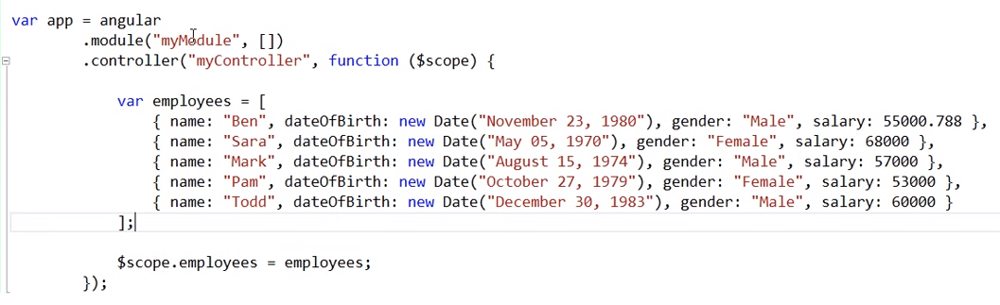 var app = angular
.module("myModule", [])
.controller("myController", function ($scope) {
var employees = [
{ name: "Ben", dateOfBirth: new Date("November 23, 1980"), gender: "Male", salary: 55000.788 },
{ name: "Sara", dateOfBirth: new Date("May 05, 1970"), gender: "Female", salary: 68000 },
{ name: "Mark", dateOfBirth: new Date("August 15, 1974"), gender: "Male", salary: 57000 },
{ name: "Pam", dateOfBirth: new Date("October 27, 1979"), gender: "Female", salary: 53000 },
{ name: "Todd", dateOfBirth: new Date("December 30, 1983"), gender: "Male", salary: 60000 }
];
$scope.employees = employees;
});